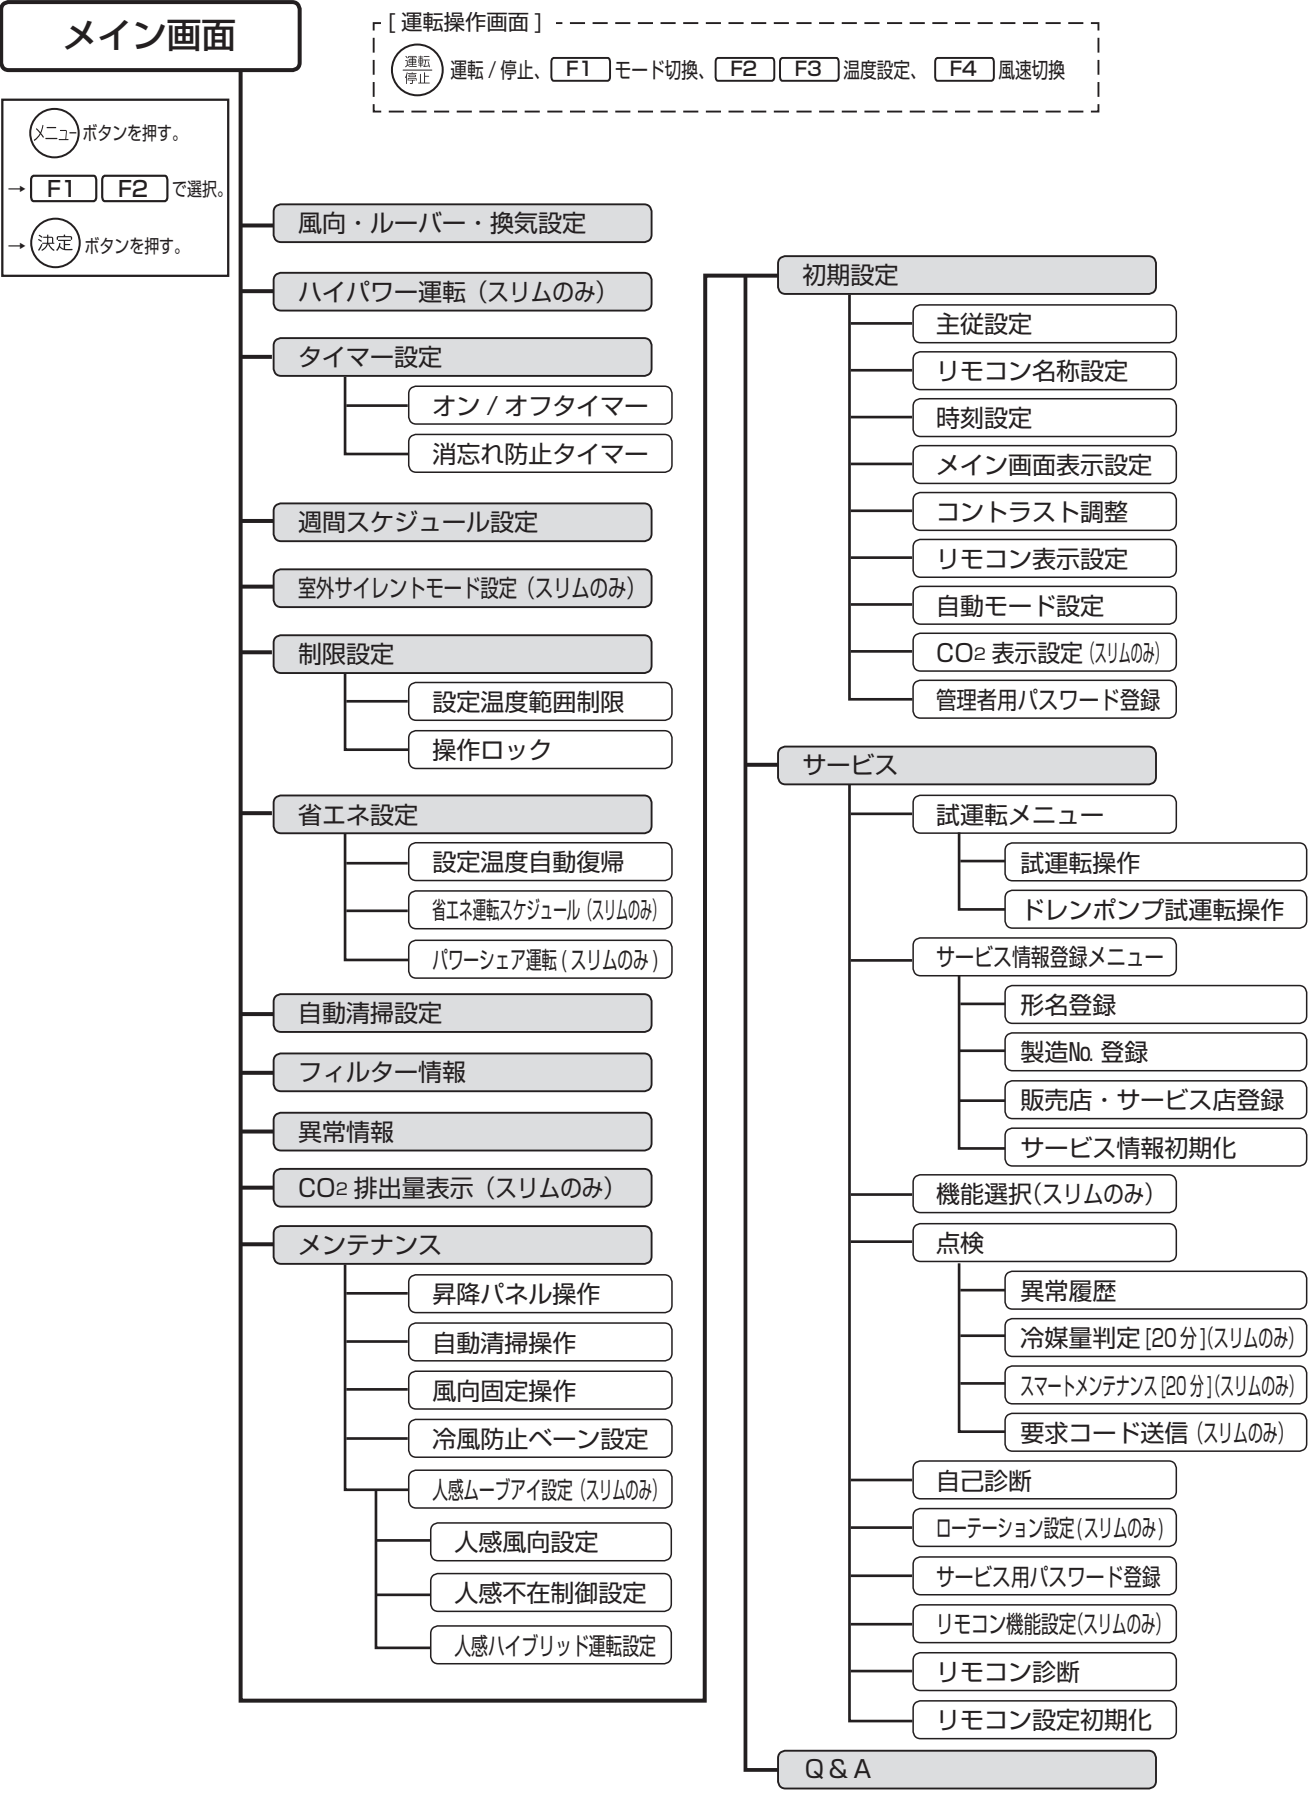 メイン画面
[ 運転操作画面 ]
運転
停止
運転 / 停止、 F1 モード切換、 F2 F3 温度設定、 F4 風速切換
メニュー ボタンを押す。
→ F1 F2 で選択。
→ 決定 ボタンを押す。
風向・ルーバー・換気設定
ハイパワー運転（スリムのみ）
タイマー設定
オン / オフタイマー
消忘れ防止タイマー
週間スケジュール設定
室外サイレントモード設定（スリムのみ）
制限設定
設定温度範囲制限
操作ロック
省エネ設定
設定温度自動復帰
省エネ運転スケジュール（スリムのみ）
パワーシェア運転 ( スリムのみ )
自動清掃設定
フィルター情報
異常情報
CO2 排出量表示（スリムのみ）
メンテナンス
昇降パネル操作
自動清掃操作
風向固定操作
冷風防止ベーン設定
人感ムーブアイ設定（スリムのみ）
人感風向設定
人感不在制御設定
人感ハイブリッド運転設定
初期設定
主従設定
リモコン名称設定
時刻設定
メイン画面表示設定
コントラスト調整
リモコン表示設定
自動モード設定
CO2 表示設定（スリムのみ）
管理者用パスワード登録
サービス
試運転メニュー
試運転操作
ドレンポンプ試運転操作
サービス情報登録メニュー
形名登録
製造№ 登録
販売店・サービス店登録
サービス情報初期化
機能選択（スリムのみ）
点検
異常履歴
冷媒量判定 [20 分]（スリムのみ）
スマートメンテナンス [20 分]（スリムのみ）
要求コード送信（スリムのみ）
自己診断
ローテーション設定（スリムのみ）
サービス用パスワード登録
リモコン機能設定（スリムのみ）
リモコン診断
リモコン設定初期化
Q & A